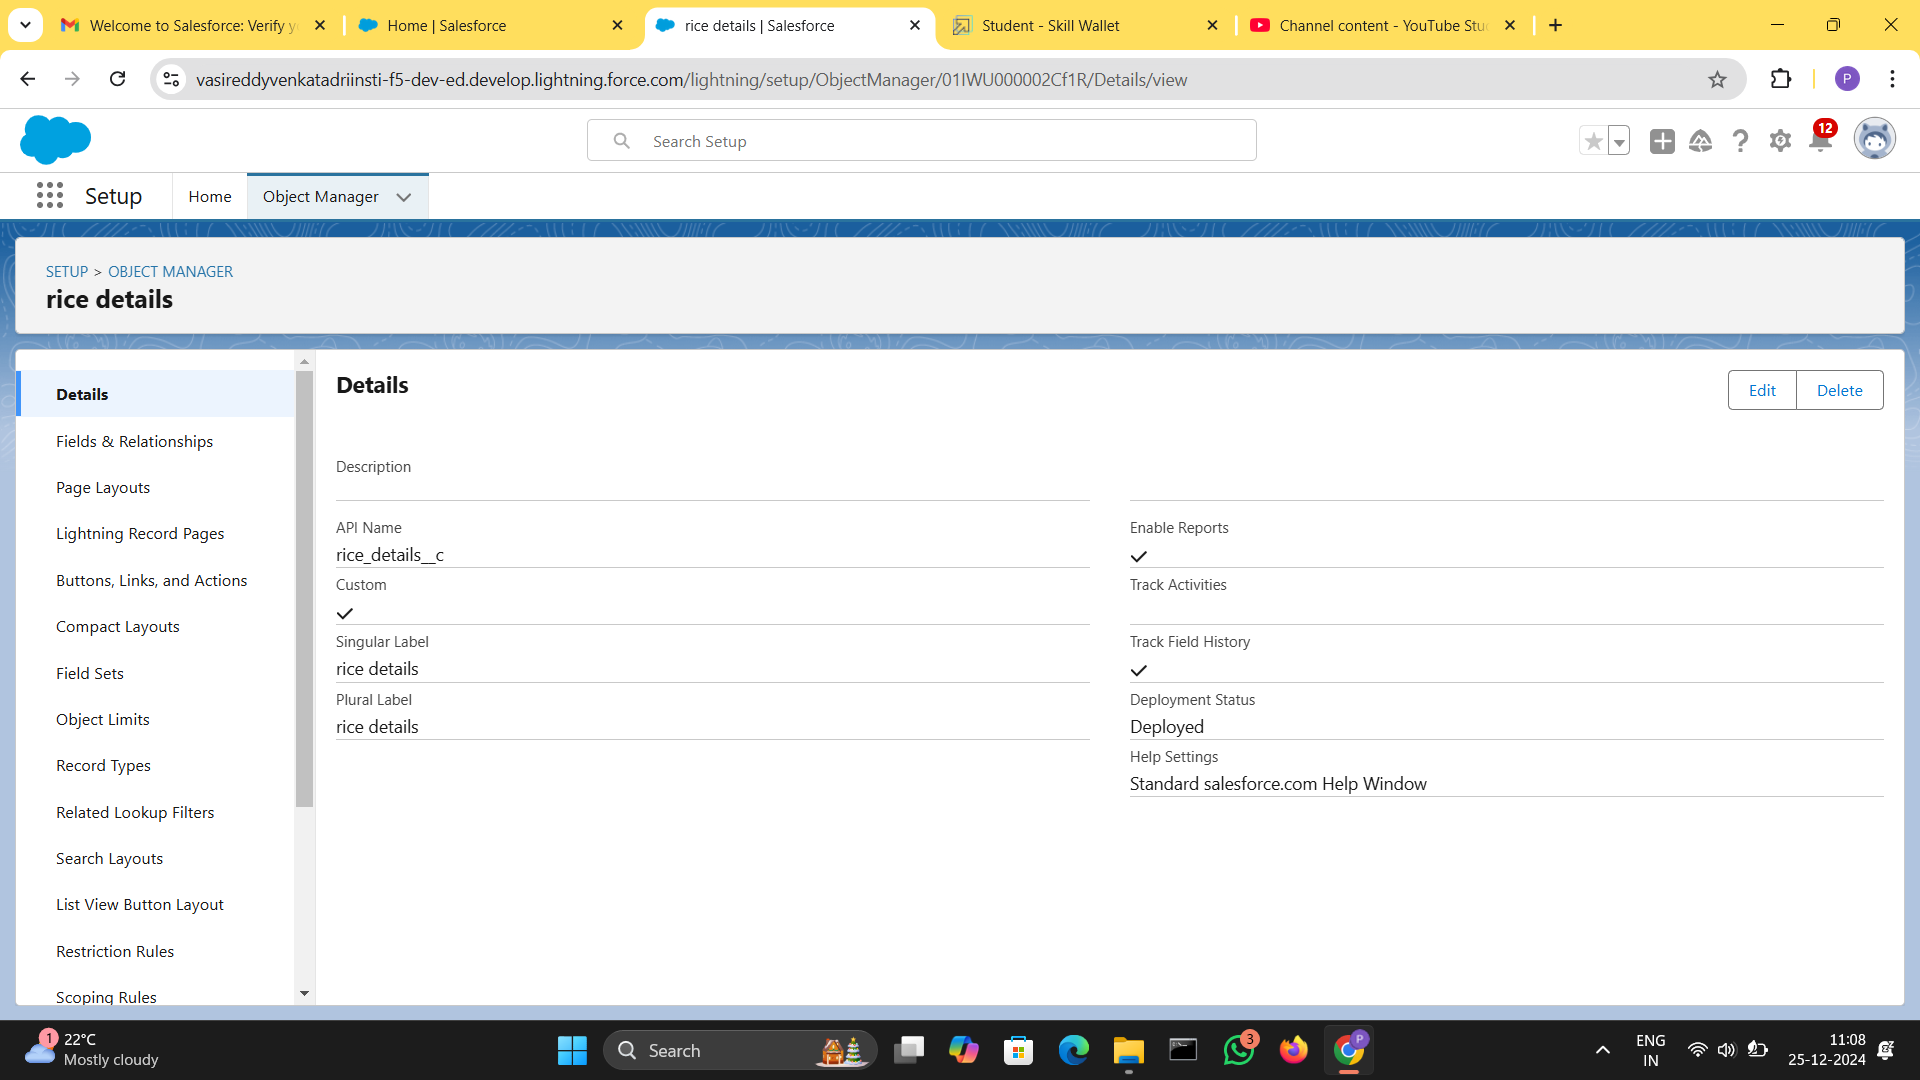 Welcome to Salesforce: Verify y
Home | Salesforce
rice details | Salesforce
Student - Skill Wallet
Channel content - YouTube Stu
vasireddyvenkatadriinsti-f5-dev-ed.develop.lightning.force.com/lightning/setup/ObjectManager/01IWU000002Cf1R/Details/view
P
Search Setup
12
Setup
Home
Object Manager
SETUP > OBJECT MANAGER
rice details
Details
Fields & Relationships
Page Layouts
Lightning Record Pages
Buttons, Links, and Actions
Compact Layouts
Field Sets
Object Limits
Record Types
Related Lookup Filters
Search Layouts
List View Button Layout
Restriction Rules
Scoping Rules
Details
Edit
Delete
Description
API Name
rice_details__c
Custom
Singular Label
rice details
Plural Label
rice details
Enable Reports
Track Activities
Track Field History
Deployment Status
Deployed
Help Settings
Standard salesforce.com Help Window
1
22°C
Mostly cloudy
Search
3
P
ENG
IN
11:08
25-12-2024